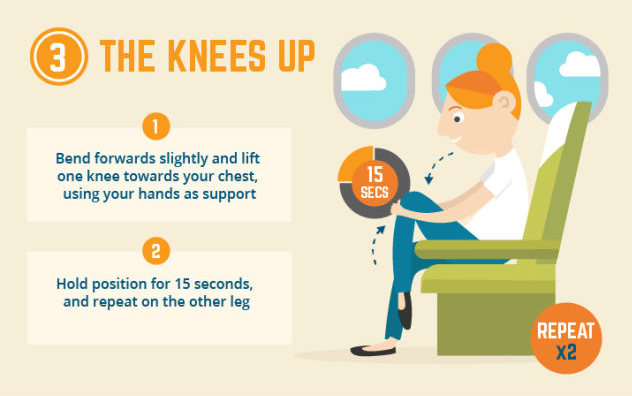 3 THE KNEES UP
1
Bend forwards slightly and lift
one knee towards your chest,
using your hands as support
2
Hold position for 15 seconds,
and repeat on the other leg
15
SECS
REPEAT
x2